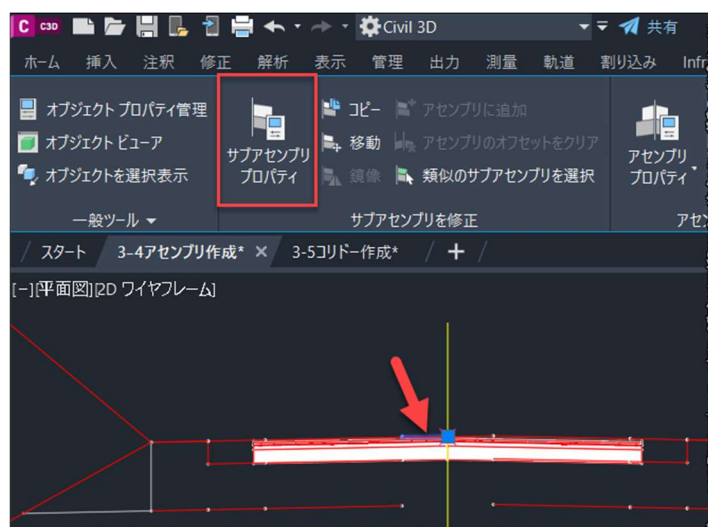 C C3D Civil 3D 共有
ホーム 挿入 注釈 修正 解析 表示 管理 出力 測量 軌道 割り込み Infr
オブジェクト プロパティ管理
オブジェクト ビューア
オブジェクトを選択表示
一般ツール
サブアセンブリ
プロパティ
コピー アセンブリに追加
移動 アセンブリのオフセットをクリア
鏡像 類似のサブアセンブリを選択
サブアセンブリを修正
アセンブリ
プロパティ
アセン
スタート 3-4アセンブリ作成* × 3-5コリドー作成* +
[-][平面図][2D ワイヤフレーム]